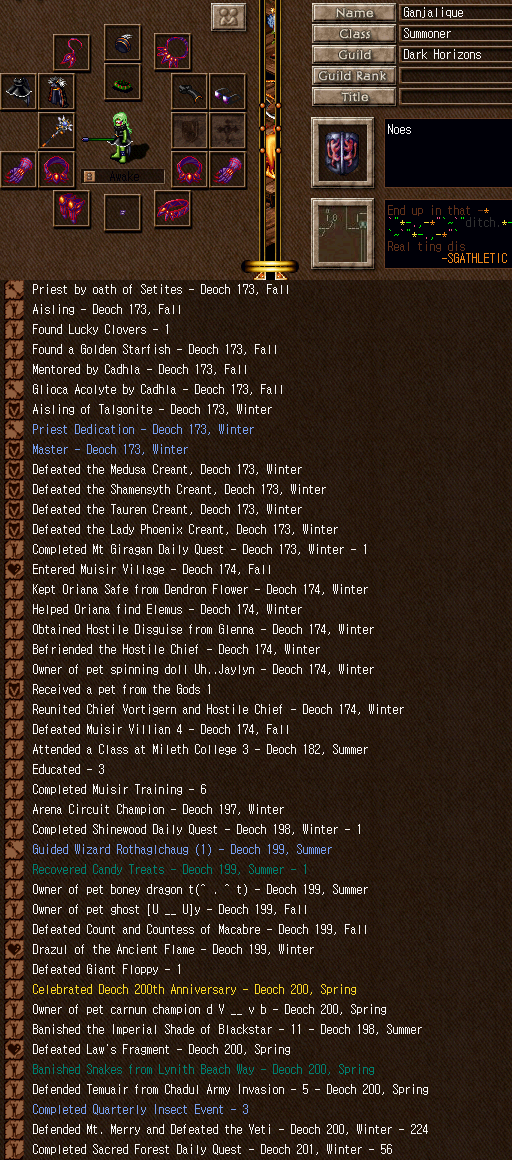 Name Ganjalique
Class Summoner
Guild Dark Horizons
Guild Rank
Title
Awake
Noes
End up in that -*
`"*-.,-*"`~`"ditch.*-
`~`"*-.,-*"`
Real ting dis
-SGATHLETIC
Priest by oath of Setites - Deoch 173, Fall
Aisling - Deoch 173, Fall
Found Lucky Clovers - 1
Found a Golden Starfish - Deoch 173, Fall
Mentored by Cadhla - Deoch 173, Fall
Glioca Acolyte by Cadhla - Deoch 173, Fall
Aisling of Talgonite - Deoch 173, Winter
Priest Dedication - Deoch 173, Winter
Master - Deoch 173, Winter
Defeated the Medusa Creant, Deoch 173, Winter
Defeated the Shamensyth Creant, Deoch 173, Winter
Defeated the Tauren Creant, Deoch 173, Winter
Defeated the Lady Phoenix Creant, Deoch 173, Winter
Completed Mt Giragan Daily Quest - Deoch 173, Winter - 1
Entered Muisir Village - Deoch 174, Fall
Kept Oriana Safe from Dendron Flower - Deoch 174, Winter
Helped Oriana find Elemus - Deoch 174, Winter
Obtained Hostile Disguise from Glenna - Deoch 174, Winter
Befriended the Hostile Chief - Deoch 174, Winter
Owner of pet spinning doll Uh..Jaylyn - Deoch 174, Winter
Received a pet from the Gods 1
Reunited Chief Vortigern and Hostile Chief - Deoch 174, Winter
Defeated Muisir Villian 4 - Deoch 174, Fall
Attended a Class at Mileth College 3 - Deoch 182, Summer
Educated - 3
Completed Muisir Training - 6
Arena Circuit Champion - Deoch 197, Winter
Completed Shinewood Daily Quest - Deoch 198, Winter - 1
Guided Wizard Rothaglchaug (1) - Deoch 199, Summer
Recovered Candy Treats - Deoch 199, Summer - 1
Owner of pet boney dragon t(^ . ^ t) - Deoch 199, Summer
Owner of pet ghost [U __ U]y - Deoch 199, Fall
Defeated Count and Countess of Macabre - Deoch 199, Fall
Drazul of the Ancient Flame - Deoch 199, Winter
Defeated Giant Floppy - 1
Celebrated Deoch 200th Anniversary - Deoch 200, Spring
Owner of pet carnun champion d Y __ v b - Deoch 200, Spring
Banished the Imperial Shade of Blackstar - 11 - Deoch 198, Summer
Defeated Law's Fragment - Deoch 200, Spring
Banished Snakes from Lynith Beach Way - Deoch 200, Spring
Defended Temuair from Chadul Army Invasion - 5 - Deoch 200, Spring
Completed Quarterly Insect Event - 3
Defended Mt. Merry and Defeated the Yeti - Deoch 200, Winter - 224
Completed Sacred Forest Daily Quest - Deoch 201, Winter - 56